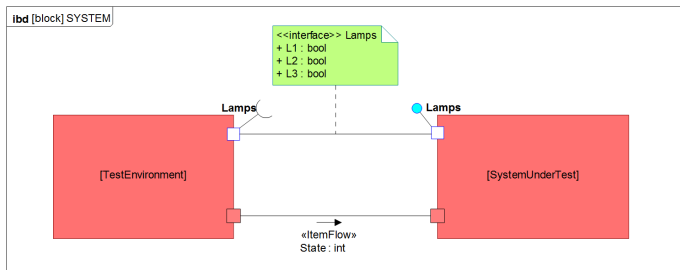 ibd [block] SYSTEM
<<interface>> Lamps
+ L1 : bool
+ L2 : bool
+ L3 : bool
Lamps
Lamps
[TestEnvironment]
[SystemUnderTest]
«ItemFlow»
State : int